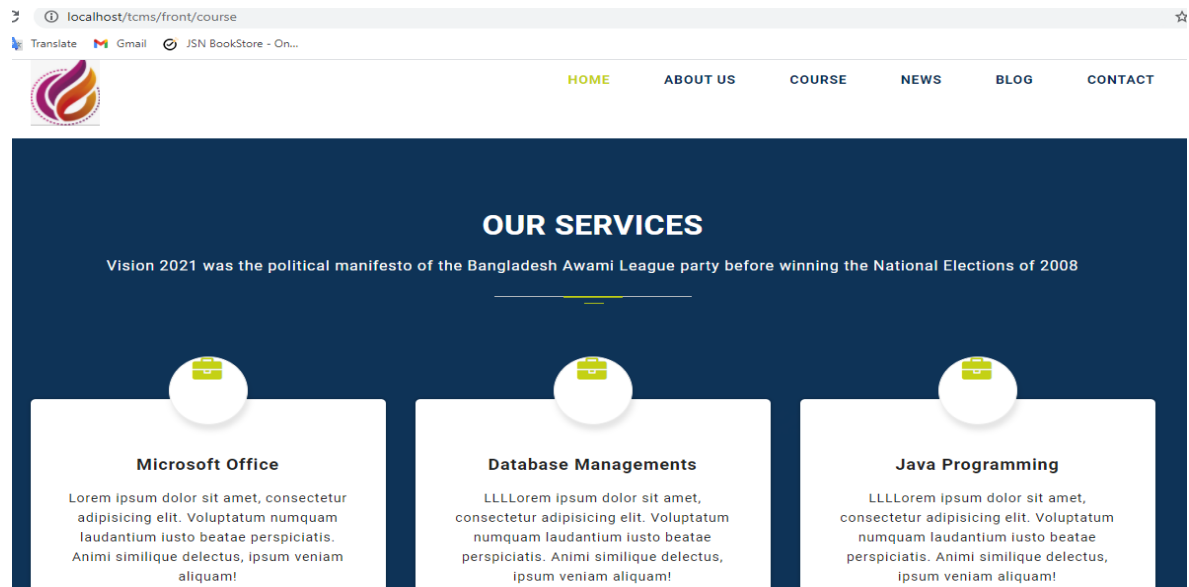 localhost/tcms/front/course
Translate Gmail JSN BookStore - On...
HOME ABOUT US COURSE NEWS BLOG CONTACT
OUR SERVICES
Vision 2021 was the political manifesto of the Bangladesh Awami League party before winning the National Elections of 2008
Microsoft Office
Lorem ipsum dolor sit amet, consectetur
adipisicing elit. Voluptatum numquam
laudantium iusto beatae perspiciatis.
Animi similique delectus, ipsum veniam
aliquam!
Database Managements
LLLLorem ipsum dolor sit amet,
consectetur adipisicing elit. Voluptatum
numquam laudantium iusto beatae
perspiciatis. Animi similique delectus,
ipsum veniam aliquam!
Java Programming
LLLLorem ipsum dolor sit amet,
consectetur adipisicing elit. Voluptatum
numquam laudantium iusto beatae
perspiciatis. Animi similique delectus,
ipsum veniam aliquam!